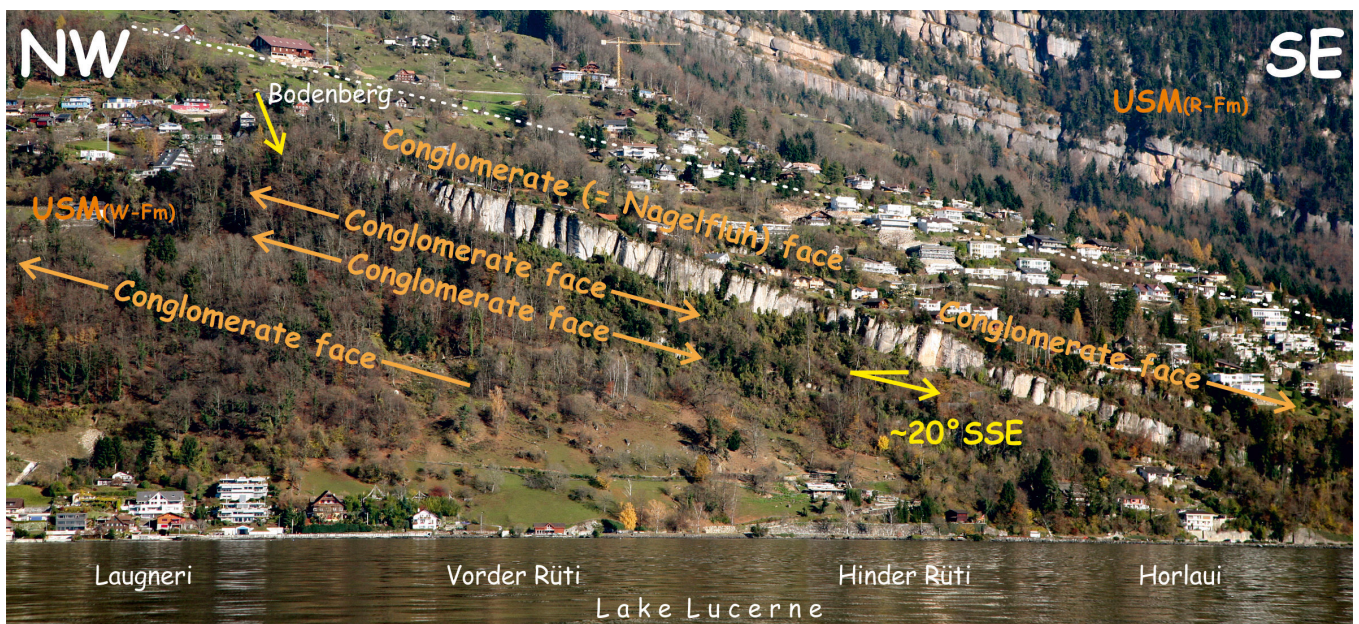 NW
SE
Bodenberg
USM(R-Fm)
Conglomerate (= Nagelfluh) face
USM(W-Fm)
Conglomerate face
Conglomerate face
Conglomerate face
Conglomerate face
~20° SSE
Laugneri
Vorder Rüti
Hinder Rüti
Horlaui
Lake Lucerne